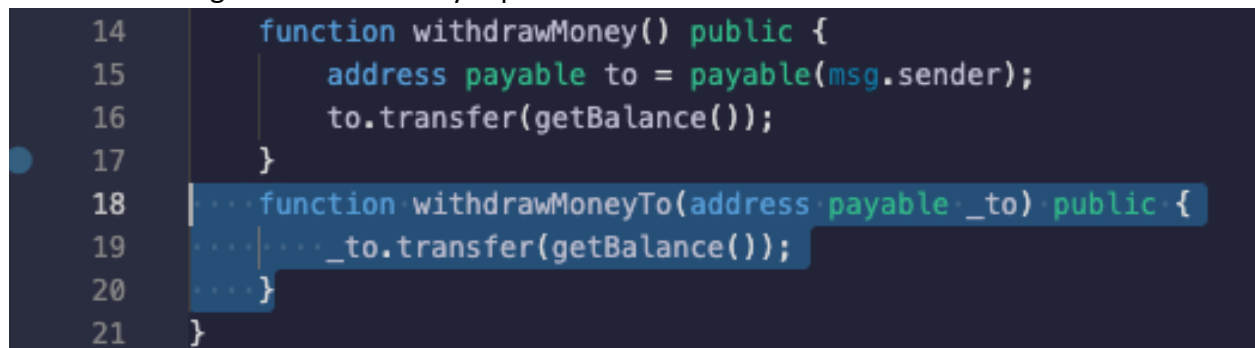 14 function withdrawMoney() public {
15 address payable to = payable(msg.sender);
16 to.transfer(getBalance());
17 }
18 function withdrawMoneyTo(address payable _to) public {
19 _to.transfer(getBalance());
20 }
21 }